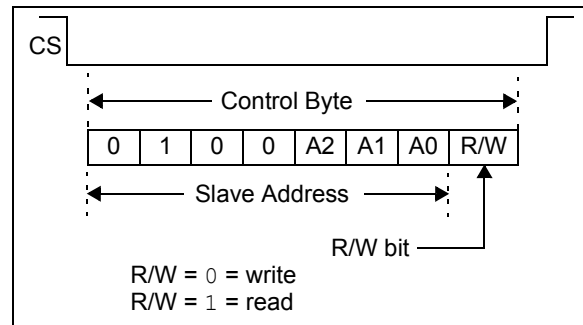 CS
Control Byte
0 1 0 0 A2 A1 A0 R/W
Slave Address
R/W bit
R/W = 0 = write
R/W = 1 = read